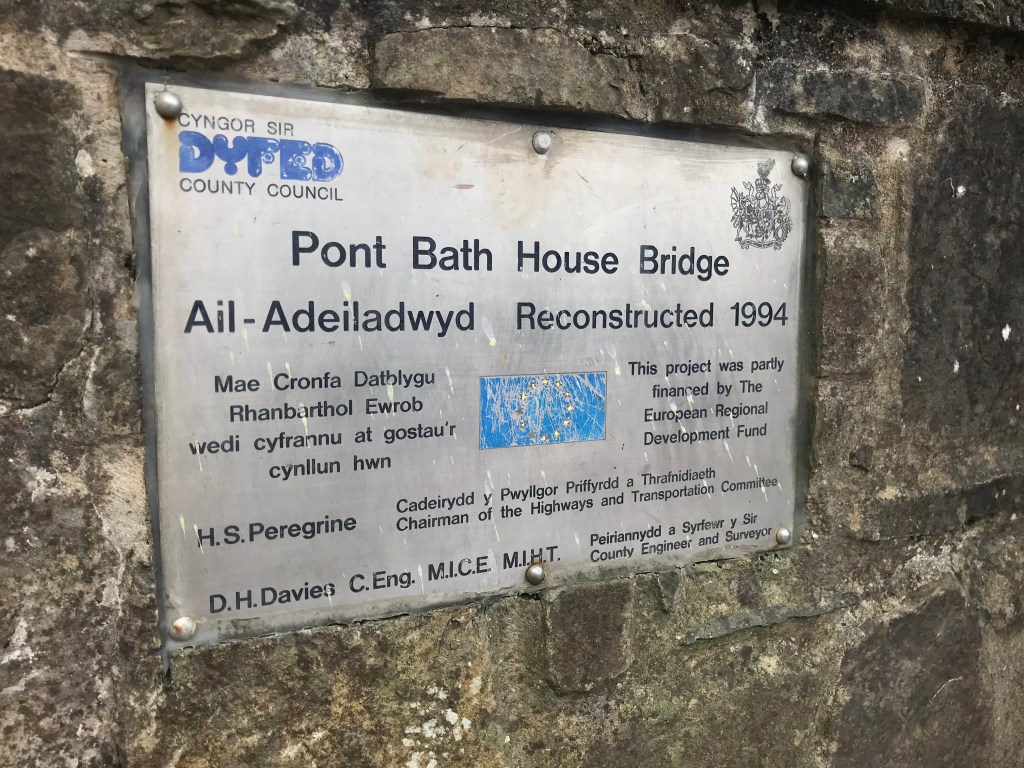 CYNGOR SIR
DYFED
COUNTY COUNCIL
Pont Bath House Bridge
Ail-Adeiladwyd Reconstructed 1994
Mae Cronfa Datblygu
Rhanbarthol Ewrob
wedi cyfrannu at gostau'r
cynllun hwn
This project was partly
financed by The
European Regional
Development Fund
H.S.Peregrine
Cadeirydd y Pwyllgor Priffyrdd a Thrafnidiaeth
Chairman of the Highways and Transportation Committee
D.H.Davies C.Eng. M.I.C.E. M.I.H.T.
Peiriannydd a Syrfewr y Sir
County Engineer and Surveyor